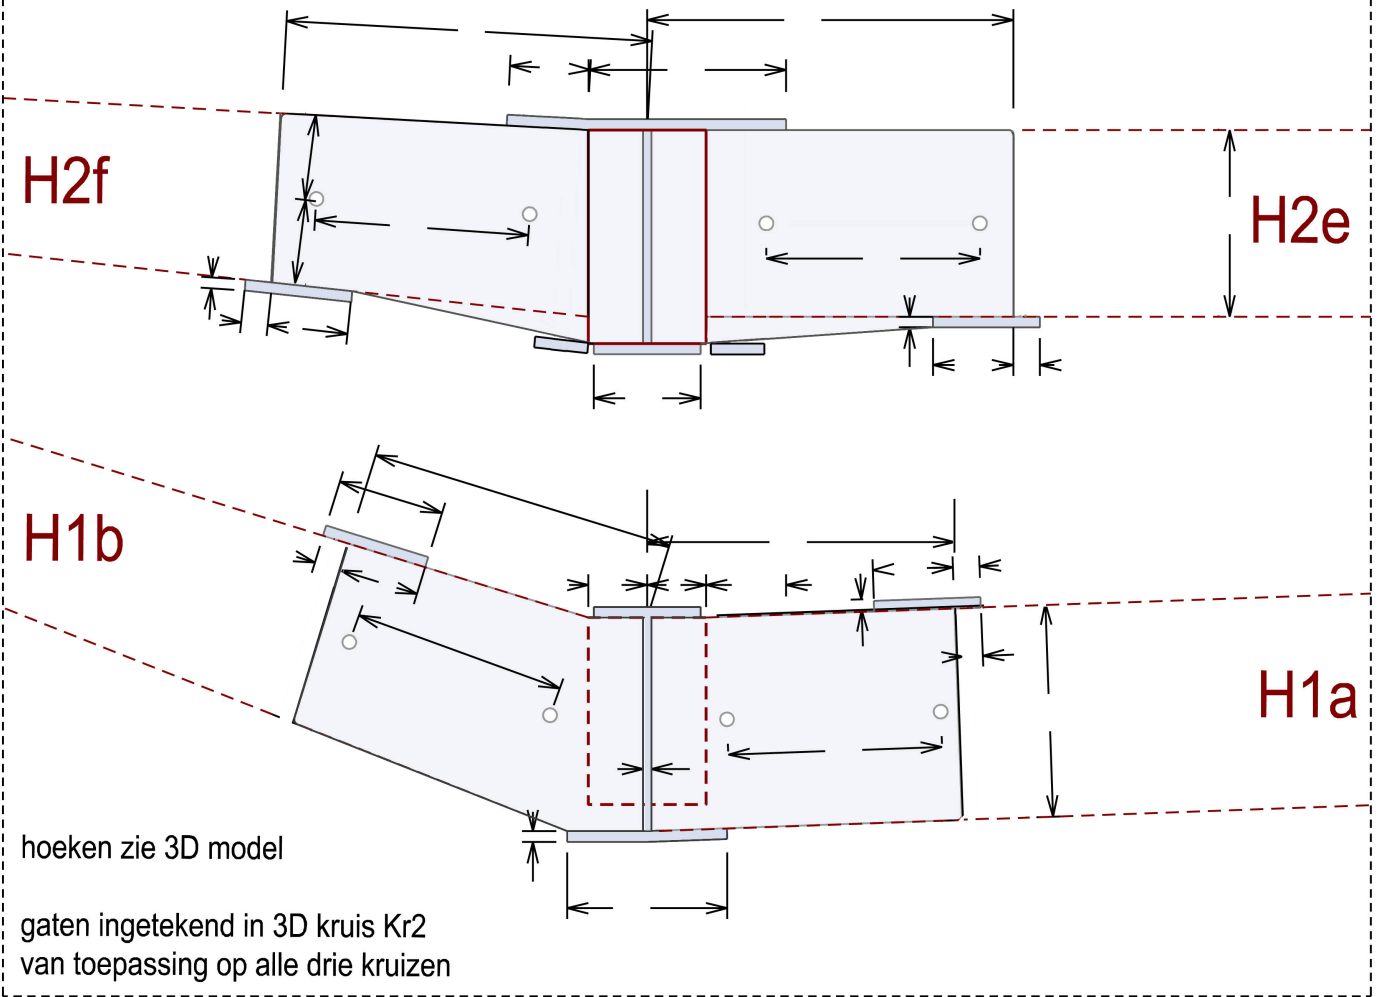 H2f
H2e
H1b
H1a
hoeken zie 3D model
gaten ingetekend in 3D kruis Kr2
van toepassing op alle drie kruizen